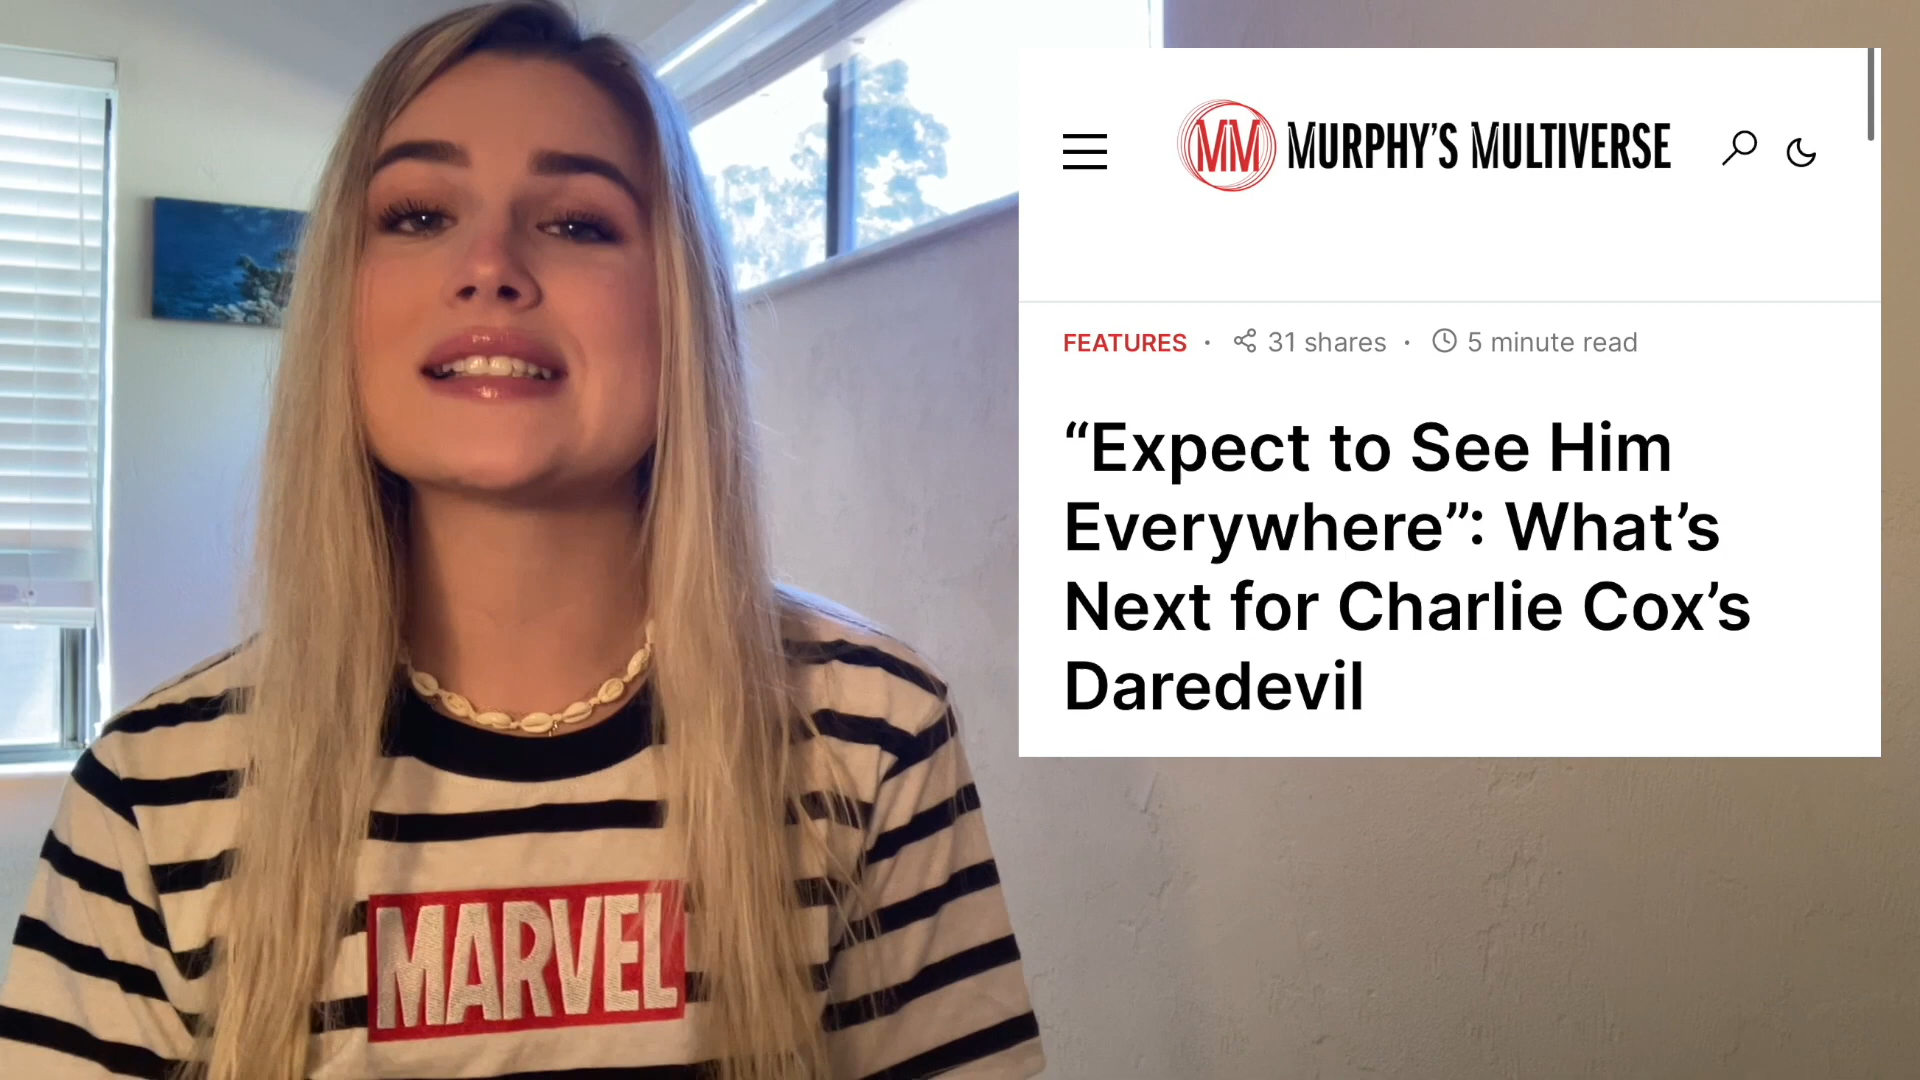 MM MURPHY'S MULTIVERSE
FEATURES · 31 shares · 5 minute read
“Expect to See Him
Everywhere”: What’s
Next for Charlie Cox’s
Daredevil
MARVEL